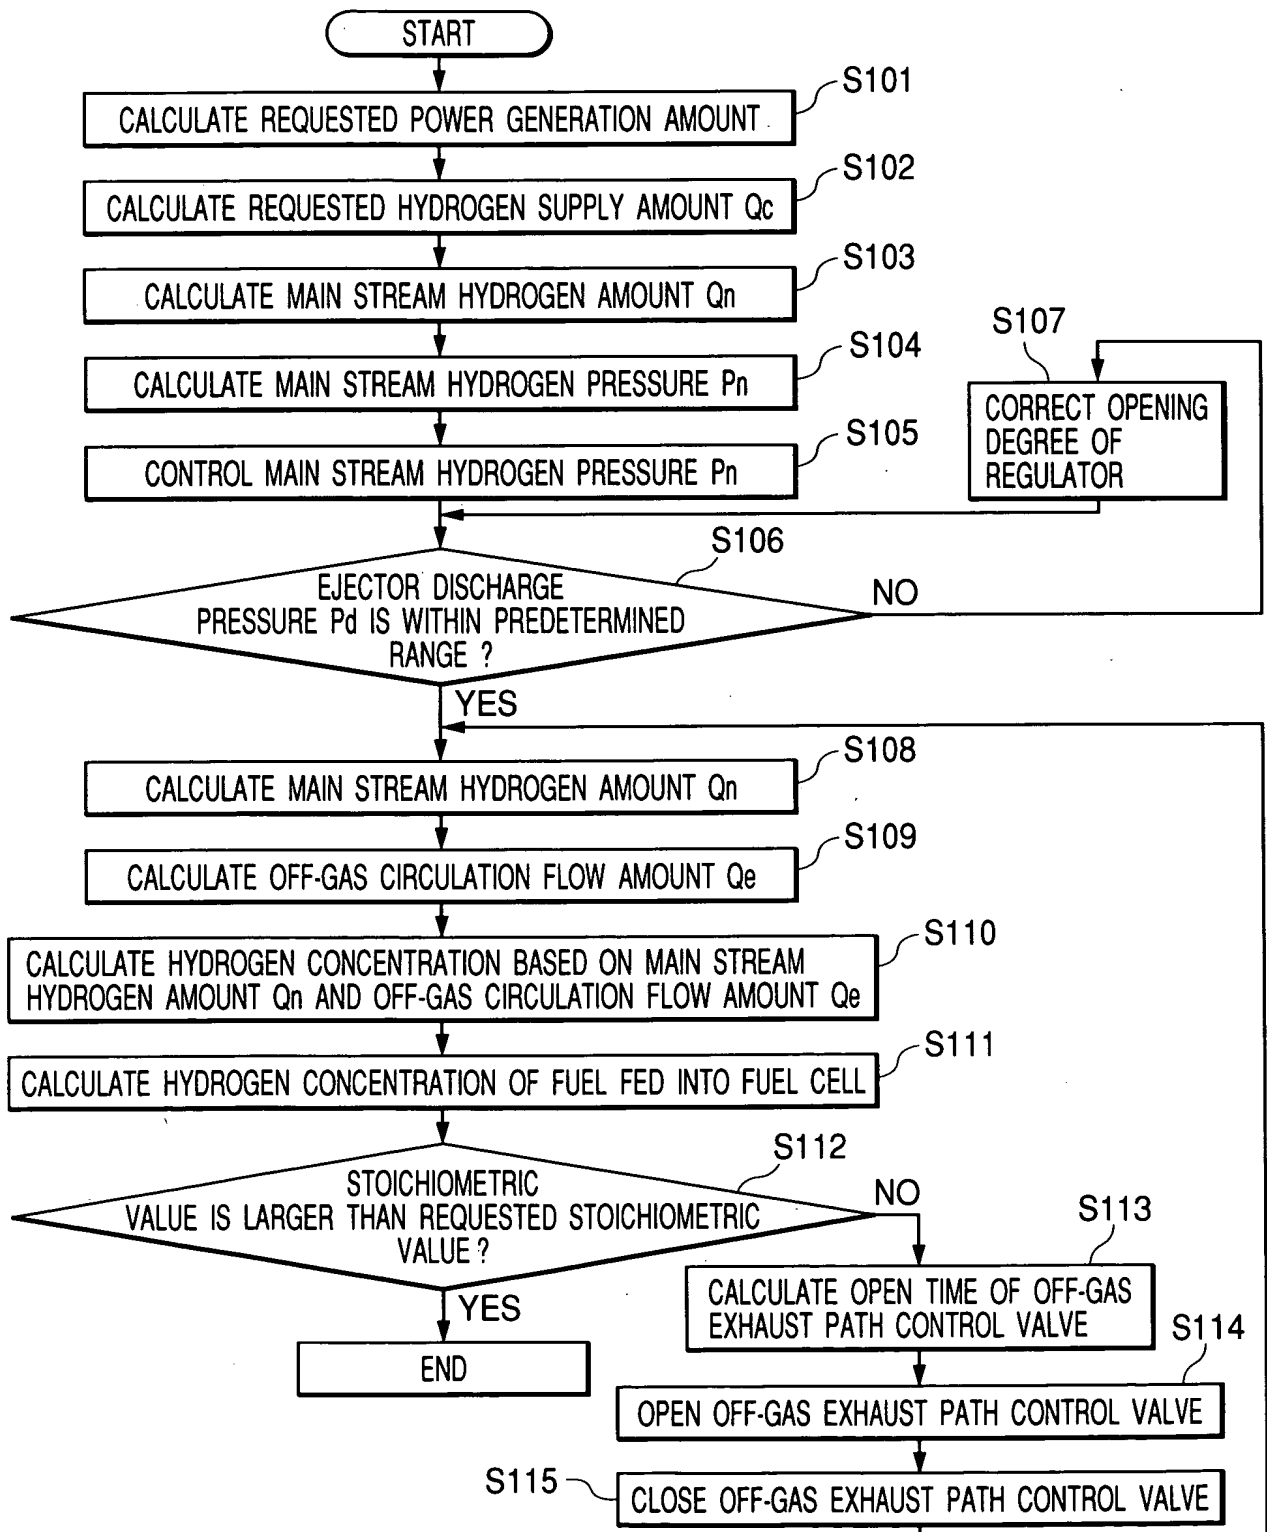 START
S101
CALCULATE REQUESTED POWER GENERATION AMOUNT
S102
CALCULATE REQUESTED HYDROGEN SUPPLY AMOUNT Qc
S103
CALCULATE MAIN STREAM HYDROGEN AMOUNT Qn
S104
CALCULATE MAIN STREAM HYDROGEN PRESSURE Pn
S105
CONTROL MAIN STREAM HYDROGEN PRESSURE Pn
S107
CORRECT OPENING
DEGREE OF
REGULATOR
S106
EJECTOR DISCHARGE
PRESSURE Pd IS WITHIN PREDETERMINED
RANGE ?
NO
YES
S108
CALCULATE MAIN STREAM HYDROGEN AMOUNT Qn
S109
CALCULATE OFF-GAS CIRCULATION FLOW AMOUNT Qe
S110
CALCULATE HYDROGEN CONCENTRATION BASED ON MAIN STREAM
HYDROGEN AMOUNT Qn AND OFF-GAS CIRCULATION FLOW AMOUNT Qe
S111
CALCULATE HYDROGEN CONCENTRATION OF FUEL FED INTO FUEL CELL
S112
STOICHIOMETRIC
VALUE IS LARGER THAN REQUESTED STOICHIOMETRIC
VALUE ?
NO
YES
END
S113
CALCULATE OPEN TIME OF OFF-GAS
EXHAUST PATH CONTROL VALVE
S114
OPEN OFF-GAS EXHAUST PATH CONTROL VALVE
S115
CLOSE OFF-GAS EXHAUST PATH CONTROL VALVE